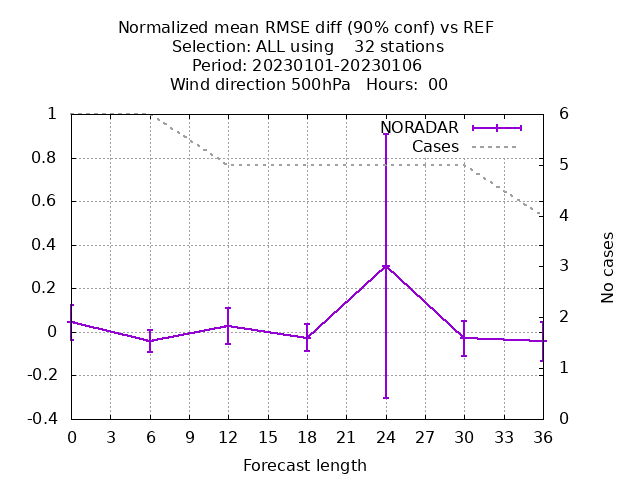 Normalized mean RMSE diff (90% conf) vs REF
Selection: ALL using    32 stations
Period: 20230101-20230106
Wind direction 500hPa   Hours:  00
NORADAR
Cases
1
0.8
0.6
0.4
0.2
0
-0.2
-0.4
6
5
4
3
2
1
0
No cases
0 3 6 9 12 15 18 21 24 27 30 33 36
Forecast length